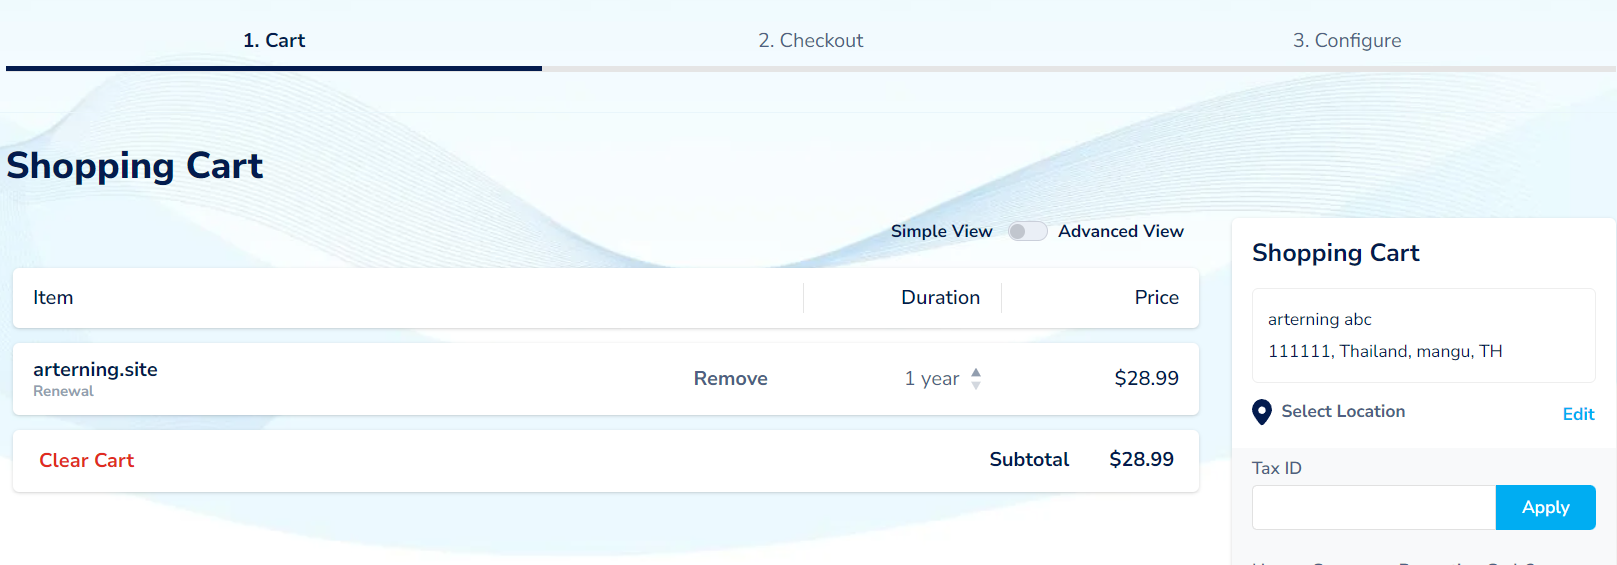 1. Cart
2. Checkout
3. Configure
Shopping Cart
Simple View
Advanced View
Item
Duration
Price
arterning.site
Renewal
Remove
1 year
$28.99
Clear Cart
Subtotal
$28.99
Shopping Cart
arterning abc
111111, Thailand, mangu, TH
Select Location
Edit
Tax ID
Apply